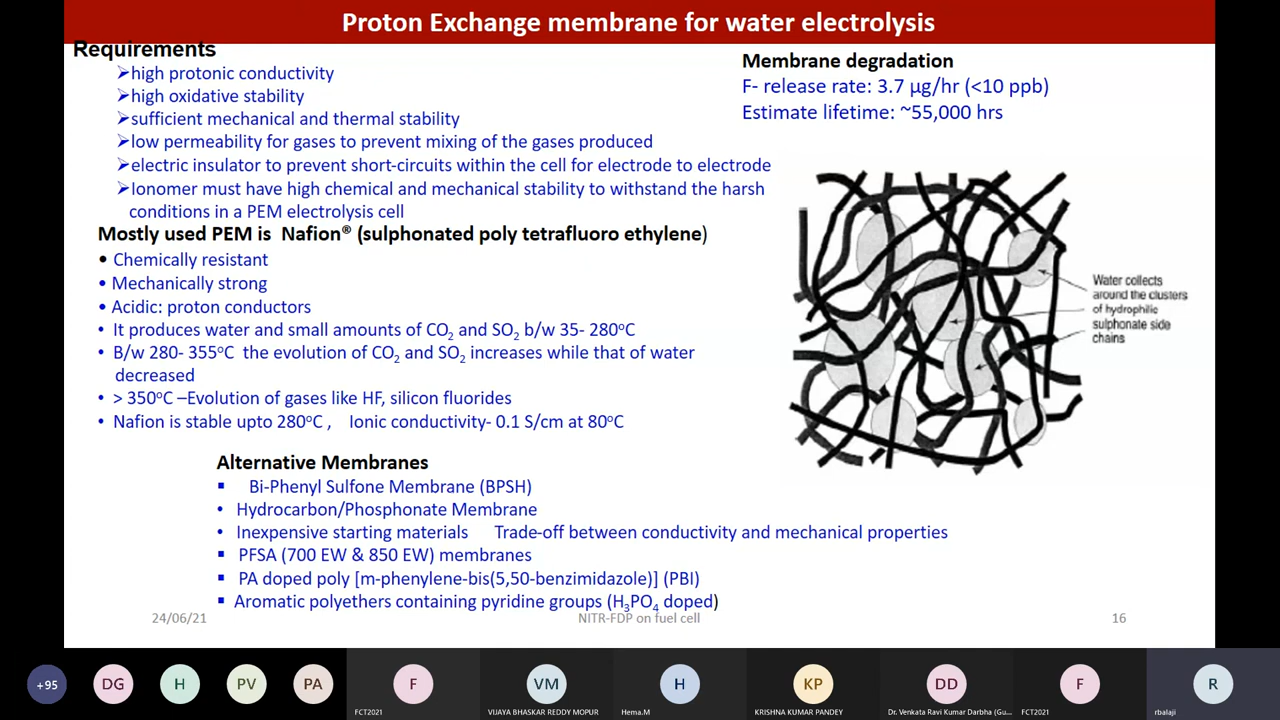 Proton Exchange membrane for water electrolysis
Requirements
➢high protonic conductivity
➢high oxidative stability
➢sufficient mechanical and thermal stability
➢low permeability for gases to prevent mixing of the gases produced
➢electric insulator to prevent short-circuits within the cell for electrode to electrode
➢Ionomer must have high chemical and mechanical stability to withstand the harsh
conditions in a PEM electrolysis cell
Membrane degradation
F- release rate: 3.7 µg/hr (<10 ppb)
Estimate lifetime: ~55,000 hrs
Mostly used PEM is Nafion® (sulphonated poly tetrafluoro ethylene)
• Chemically resistant
• Mechanically strong
• Acidic: proton conductors
• It produces water and small amounts of CO₂ and SO₂ b/w 35- 280°C
• B/w 280- 355°C the evolution of CO₂ and SO₂ increases while that of water
decreased
• > 350°C –Evolution of gases like HF, silicon fluorides
• Nafion is stable upto 280°C , Ionic conductivity- 0.1 S/cm at 80°C
Water collects
around the clusters
of hydrophilic
sulphonate side
chains
Alternative Membranes
▪ Bi-Phenyl Sulfone Membrane (BPSH)
• Hydrocarbon/Phosphonate Membrane
• Inexpensive starting materials Trade-off between conductivity and mechanical properties
▪ PFSA (700 EW & 850 EW) membranes
▪ PA doped poly [m-phenylene-bis(5,50-benzimidazole)] (PBI)
▪ Aromatic polyethers containing pyridine groups (H₃PO₄ doped)
24/06/21 NITR-FDP on fuel cell 16
+95 DG H PV PA F VM H KP DD F R
FCT2021 VIJAYA BHASKAR REDDY MOPUR Hema.M KRISHNA KUMAR PANDEY Dr. Venkata Ravi Kumar Darbha (Gu... FCT2021 rbalaji